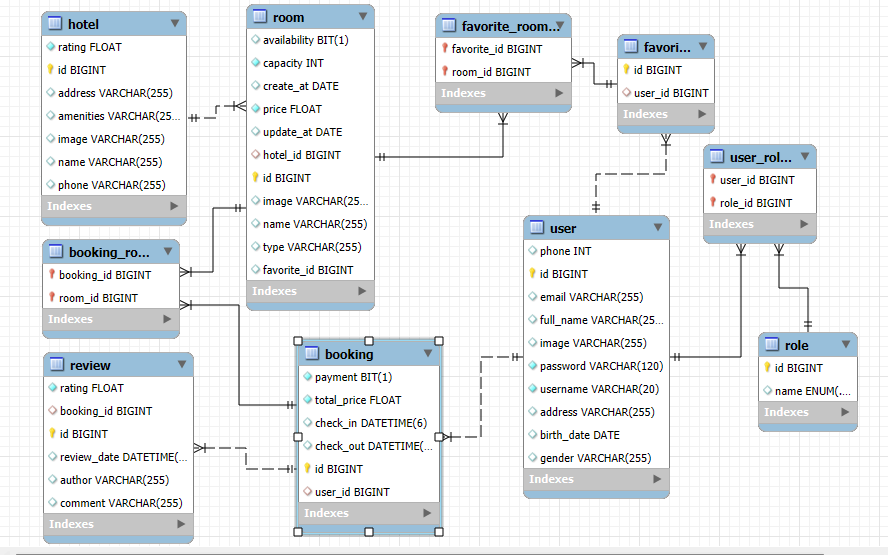 hotel
rating FLOAT
id BIGINT
address VARCHAR(255)
amenities VARCHAR(25...
image VARCHAR(255)
name VARCHAR(255)
phone VARCHAR(255)
Indexes
room
availability BIT(1)
capacity INT
create_at DATE
price FLOAT
update_at DATE
hotel_id BIGINT
id BIGINT
image VARCHAR(25...
name VARCHAR(255)
type VARCHAR(255)
favorite_id BIGINT
Indexes
favorite_room...
favorite_id BIGINT
room_id BIGINT
Indexes
favori...
id BIGINT
user_id BIGINT
Indexes
user_rol...
user_id BIGINT
role_id BIGINT
Indexes
booking_ro...
booking_id BIGINT
room_id BIGINT
Indexes
user
phone INT
id BIGINT
email VARCHAR(255)
full_name VARCHAR(25...
image VARCHAR(255)
password VARCHAR(120)
username VARCHAR(20)
address VARCHAR(255)
birth_date DATE
gender VARCHAR(255)
Indexes
role
id BIGINT
name ENUM(...
Indexes
review
rating FLOAT
booking_id BIGINT
id BIGINT
review_date DATETIME(...
author VARCHAR(255)
comment VARCHAR(255)
Indexes
booking
payment BIT(1)
total_price FLOAT
check_in DATETIME(6)
check_out DATETIME(...
id BIGINT
user_id BIGINT
Indexes